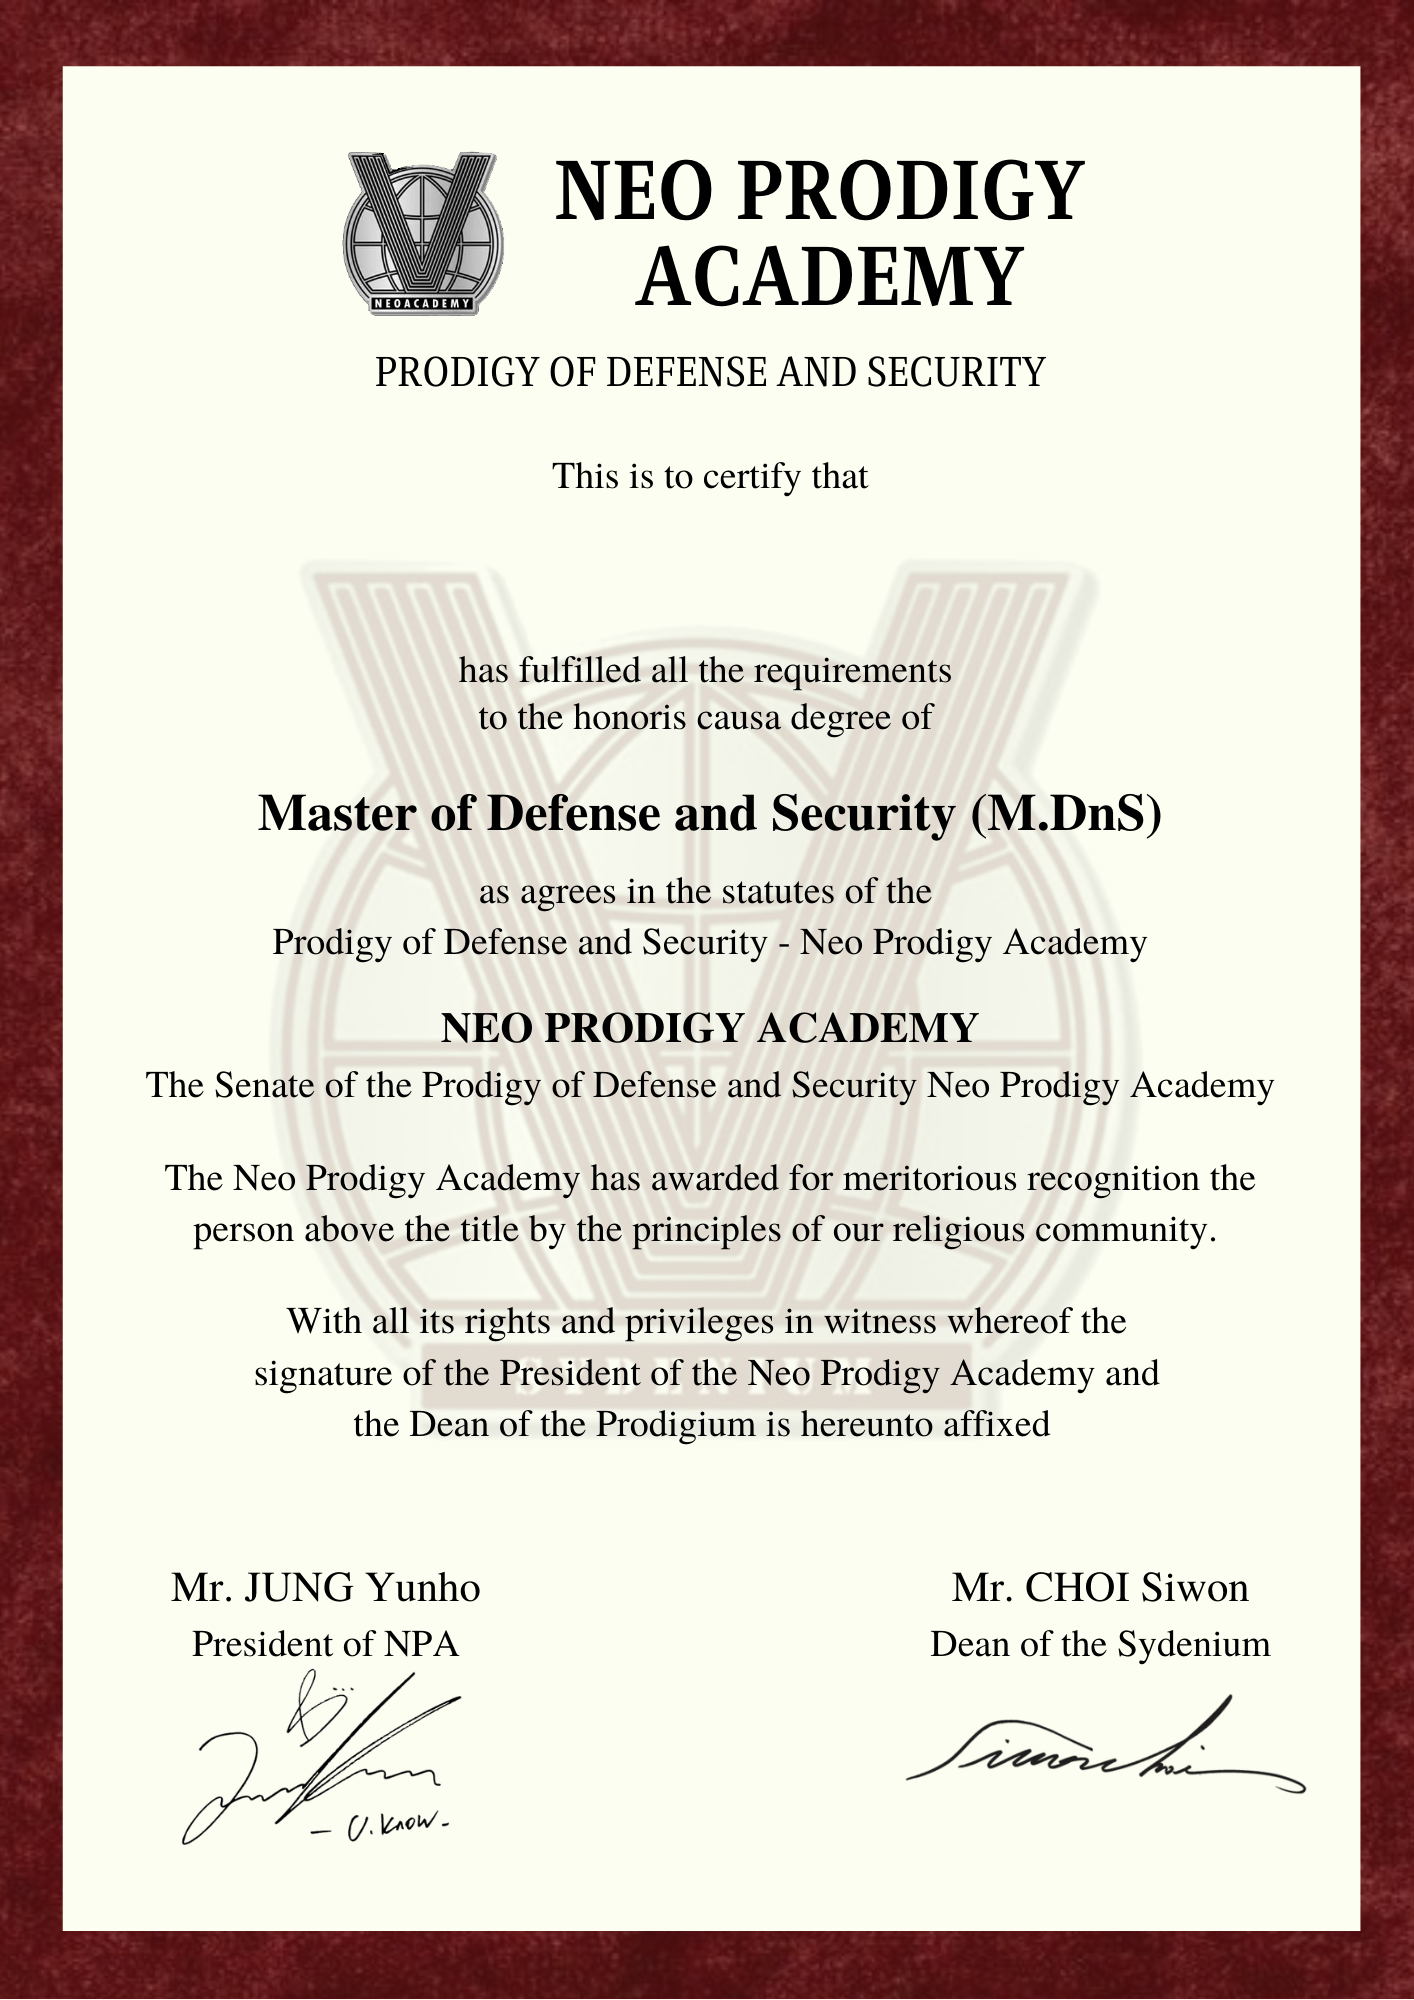 NEO PRODIGY
ACADEMY
NEOACADEMY
PRODIGY OF DEFENSE AND SECURITY
This is to certify that
has fulfilled all the requirements
to the honoris causa degree of
Master of Defense and Security (M.DnS)
as agrees in the statutes of the
Prodigy of Defense and Security - Neo Prodigy Academy
NEO PRODIGY ACADEMY
The Senate of the Prodigy of Defense and Security Neo Prodigy Academy
The Neo Prodigy Academy has awarded for meritorious recognition the
person above the title by the principles of our religious community.
With all its rights and privileges in witness whereof the
signature of the President of the Neo Prodigy Academy and
SYDENIUM
the Dean of the Prodigium is hereunto affixed
Mr. JUNG Yunho
President of NPA
- U.Know-
Mr. CHOI Siwon
Dean of the Sydenium
Siwon Choi